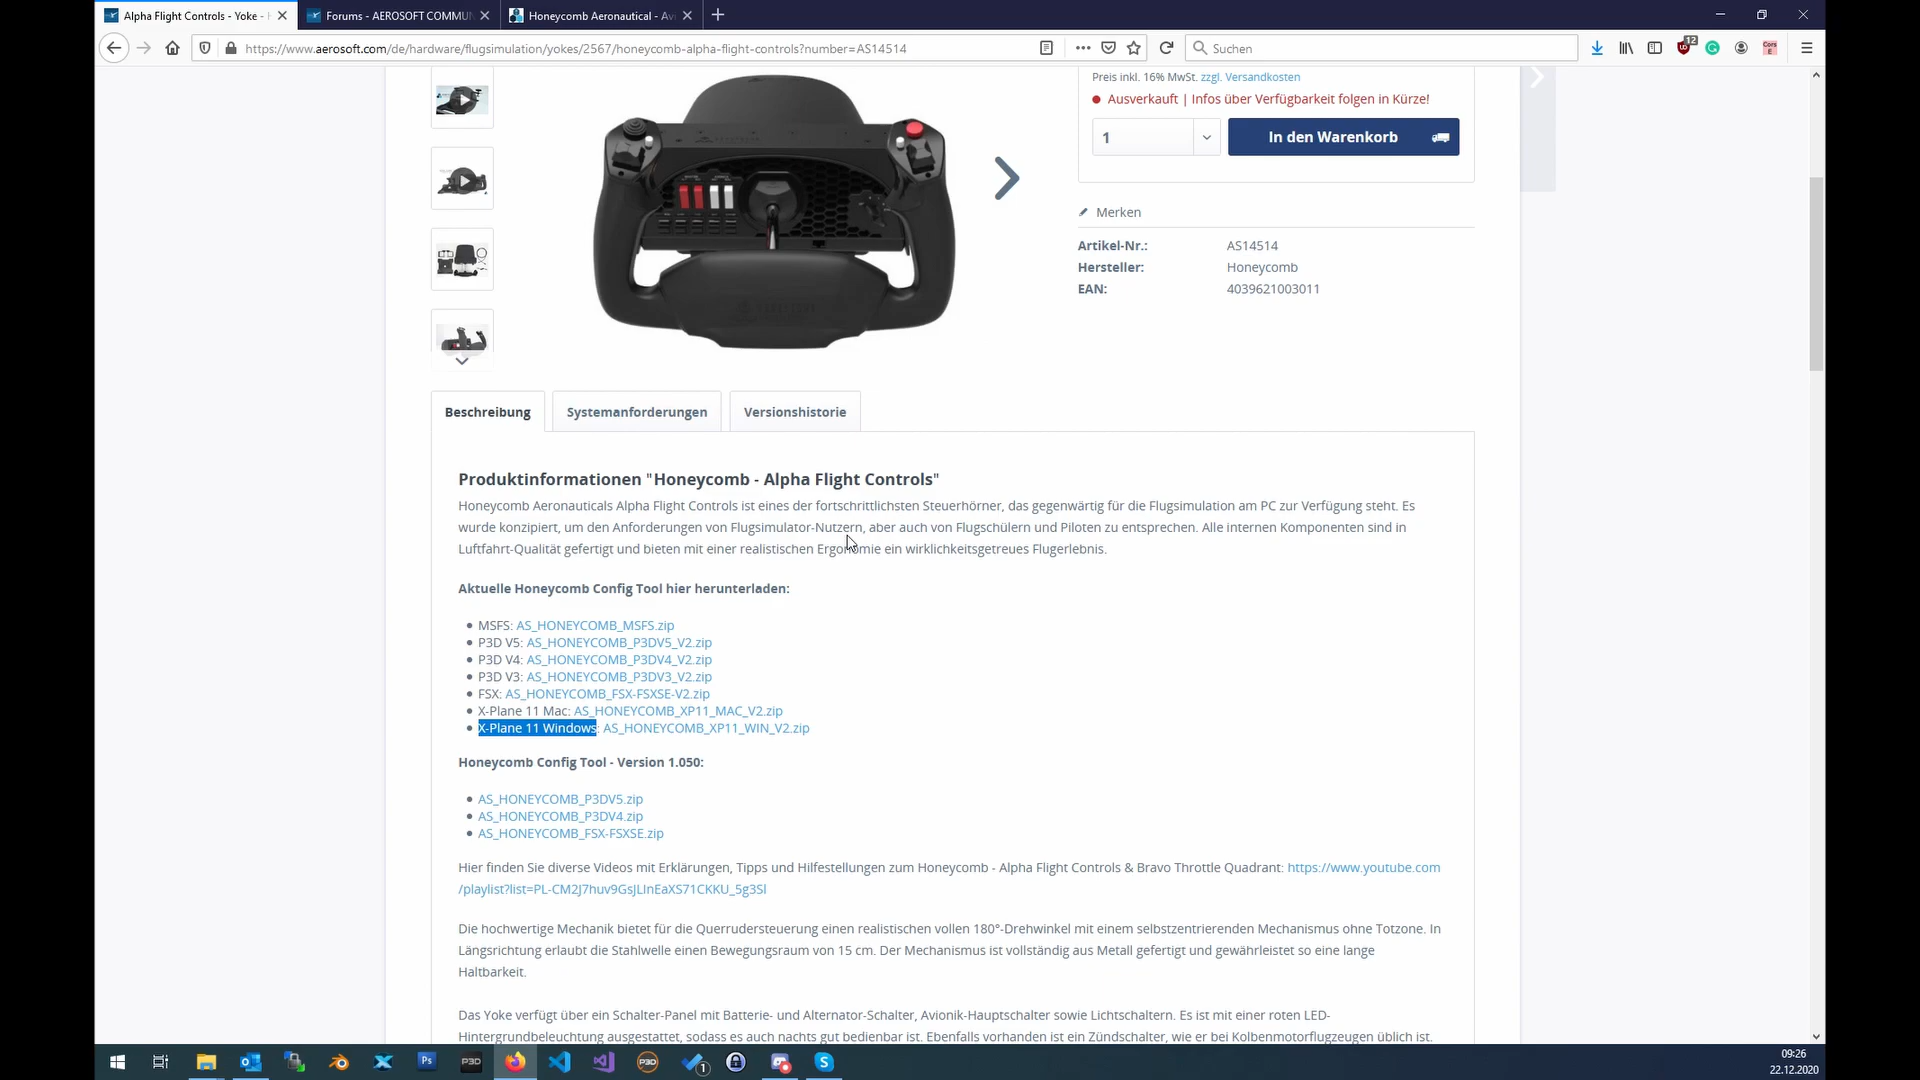 Alpha Flight Controls - Yoke -
Forums - AEROSOFT COMMUN
Honeycomb Aeronautical - Av
https://www.aerosoft.com/de/hardware/flugsimulation/yokes/2567/honeycomb-alpha-flight-controls?number=AS14514
Suchen
12
Preis inkl. 16% MwSt. zzgl. Versandkosten
Ausverkauft | Infos über Verfügbarkeit folgen in Kürze!
1
In den Warenkorb
Merken
Artikel-Nr.: AS14514
Hersteller: Honeycomb
EAN: 4039621003011
Beschreibung
Systemanforderungen
Versionshistorie
Produktinformationen "Honeycomb - Alpha Flight Controls"
Honeycomb Aeronauticals Alpha Flight Controls ist eines der fortschrittlichsten Steuerhörner, das gegenwärtig für die Flugsimulation am PC zur Verfügung steht. Es
wurde konzipiert, um den Anforderungen von Flugsimulator-Nutzern, aber auch von Flugschülern und Piloten zu entsprechen. Alle internen Komponenten sind in
Luftfahrt-Qualität gefertigt und bieten mit einer realistischen Ergonomie ein wirklichkeitsgetreues Flugerlebnis.
Aktuelle Honeycomb Config Tool hier herunterladen:
MSFS: AS_HONEYCOMB_MSFS.zip
P3D V5: AS_HONEYCOMB_P3DV5_V2.zip
P3D V4: AS_HONEYCOMB_P3DV4_V2.zip
P3D V3: AS_HONEYCOMB_P3DV3_V2.zip
FSX: AS_HONEYCOMB_FSX-FSXSE-V2.zip
X-Plane 11 Mac: AS_HONEYCOMB_XP11_MAC_V2.zip
X-Plane 11 Windows: AS_HONEYCOMB_XP11_WIN_V2.zip
Honeycomb Config Tool - Version 1.050:
AS_HONEYCOMB_P3DV5.zip
AS_HONEYCOMB_P3DV4.zip
AS_HONEYCOMB_FSX-FSXSE.zip
Hier finden Sie diverse Videos mit Erklärungen, Tipps und Hilfestellungen zum Honeycomb - Alpha Flight Controls & Bravo Throttle Quadrant: https://www.youtube.com
/playlist?list=PL-CM2J7huv9GsJLInEaXS71CKKU_5g3Sl
Die hochwertige Mechanik bietet für die Querrudersteuerung einen realistischen vollen 180°-Drehwinkel mit einem selbstzentrierenden Mechanismus ohne Totzone. In
Längsrichtung erlaubt die Stahlwelle einen Bewegungsraum von 15 cm. Der Mechanismus ist vollständig aus Metall gefertigt und gewährleistet so eine lange
Haltbarkeit.
Das Yoke verfügt über ein Schalter-Panel mit Batterie- und Alternator-Schalter, Avionik-Hauptschalter sowie Lichtschaltern. Es ist mit einer roten LED-
Hintergrundbeleuchtung ausgestattet, sodass es auch nachts gut bedienbar ist. Ebenfalls vorhanden ist ein Zündschalter, wie er bei Kolbenmotorflugzeugen üblich ist.
Ps
P3D
P3D
1
09:26
22.12.2020